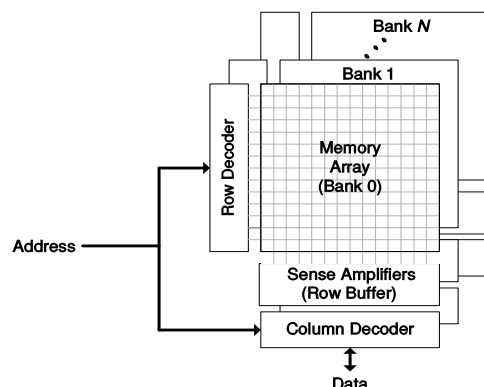 Bank N
Bank 1
Row Decoder
Memory
Array
(Bank 0)
Address
Sense Amplifiers
(Row Buffer)
Column Decoder
Data